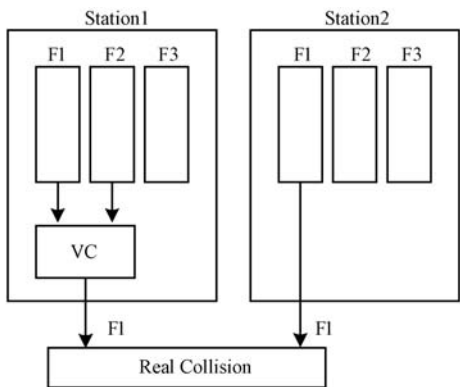 Station1 Station2
F1 F2 F3 F1 F2 F3
VC
F1 F1
Real Collision